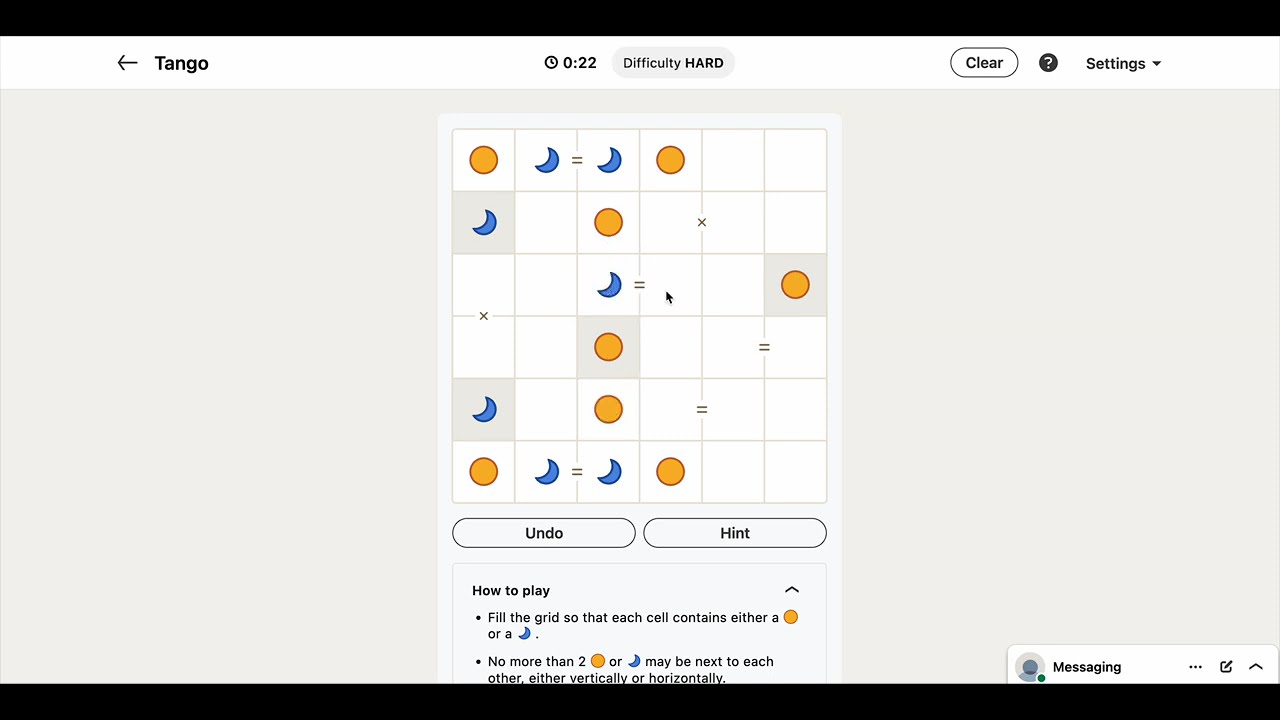 Tango
0:22
Difficulty HARD
Clear
?
Settings
=
×
=
×
=
=
=
Undo
Hint
How to play
• Fill the grid so that each cell contains either a
or a .
• No more than 2 or may be next to each
other, either vertically or horizontally.
Messaging